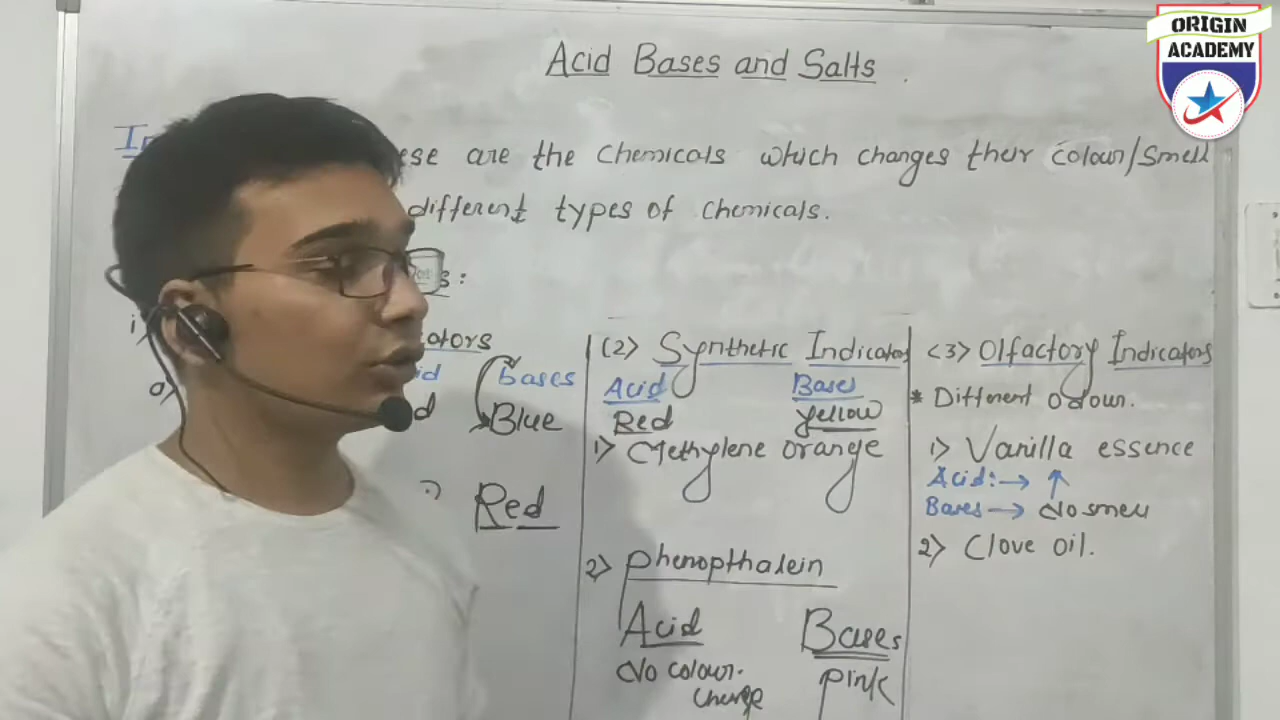 ORIGIN
ACADEMY
Acid Bases and Salts
ese are the Chemicals which changes their Colour/Smell
different types of Chemicals.
s:
i)
ators
a)
id bases
d Blue
Red
(2) Synthetic Indicators
Acid Bases
Red yellow
1) Methylene orange
2) phenopthalein
Acid Bases
No colour change pink
(3) Olfactory Indicators
* Different odour.
1) Vanilla essence
Acid: → ↑
Bases → No smell
2) Clove oil.